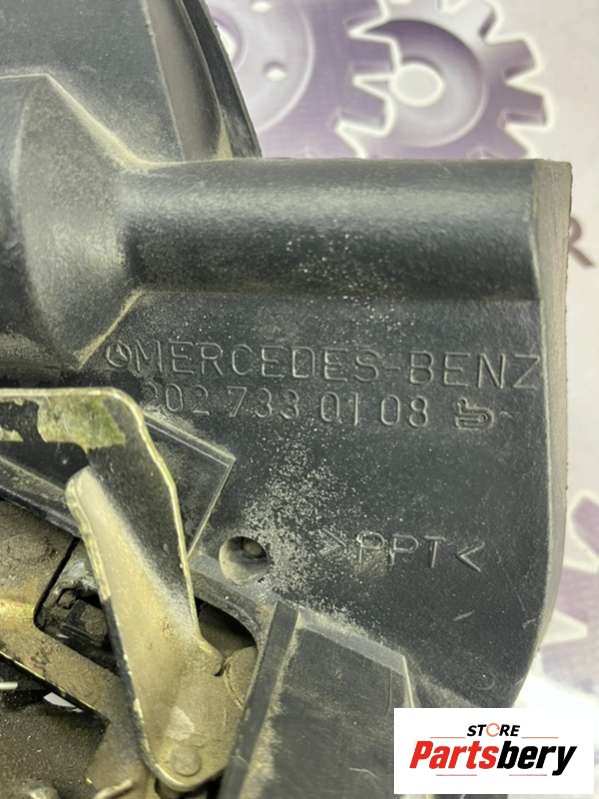 MERCEDES-BENZ
202 733 01 08
>PPT<
STORE
Partsbery